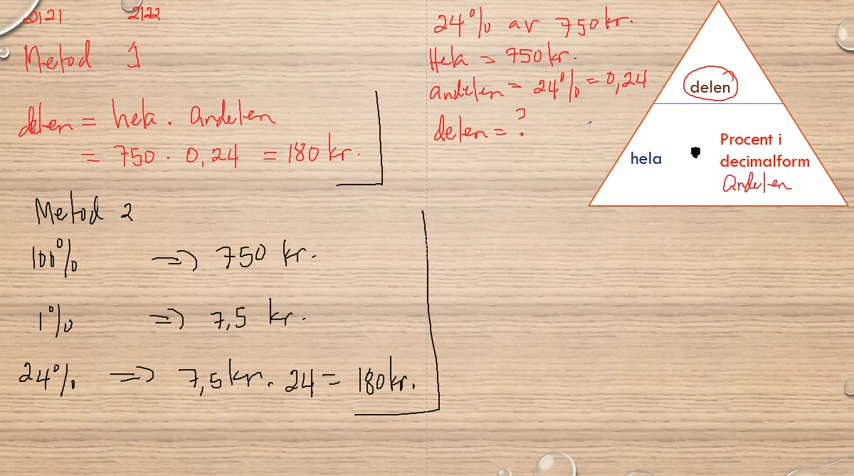 2122
Metod 1
delen = hela · Andelen
= 750 · 0,24 = 180 kr.
Metod 2
100% => 750 kr.
1% => 7,5 kr.
24% => 7,5 kr. · 24 = 180 kr.
24% av 750 kr.
Hela = 750 kr.
andelen = 24% = 0,24
delen = ?
delen
hela
Procent i
decimalform
Andelen